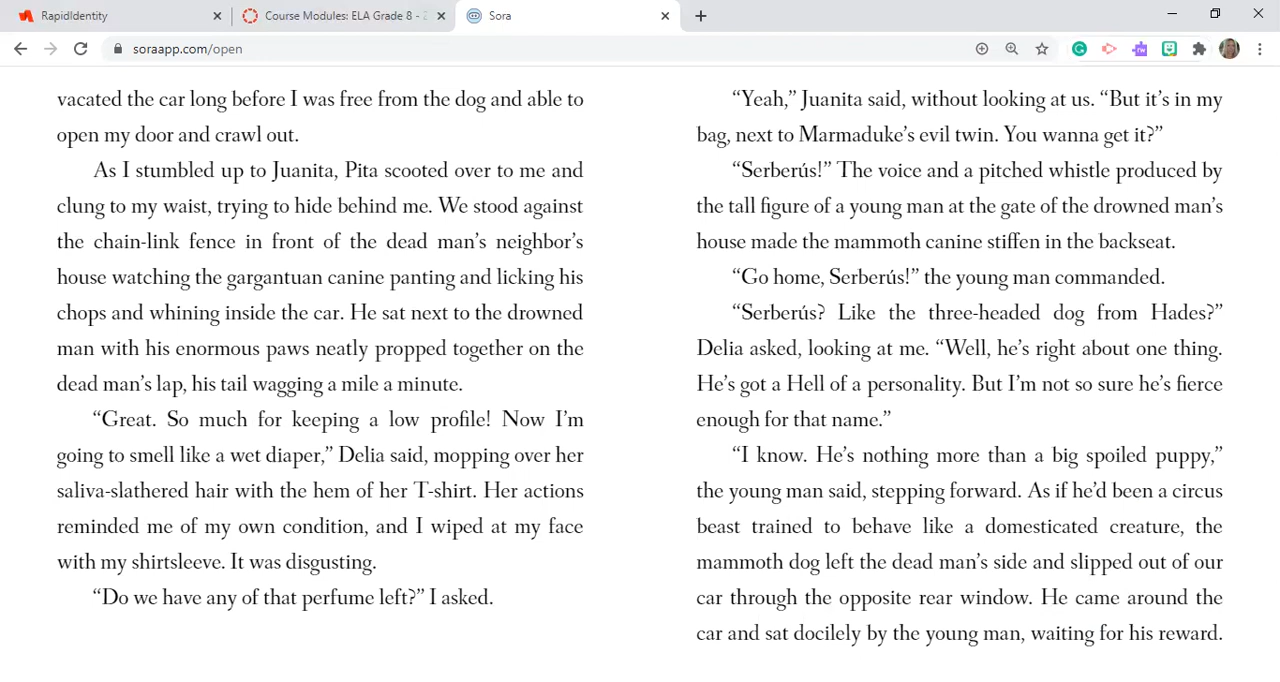 RapidIdentity
Course Modules: ELA Grade 8 -
Sora
soraapp.com/open
vacated the car long before I was free from the dog and able to
open my door and crawl out.
As I stumbled up to Juanita, Pita scooted over to me and
clung to my waist, trying to hide behind me. We stood against
the chain-link fence in front of the dead man’s neighbor’s
house watching the gargantuan canine panting and licking his
chops and whining inside the car. He sat next to the drowned
man with his enormous paws neatly propped together on the
dead man’s lap, his tail wagging a mile a minute.
“Great. So much for keeping a low profile! Now I’m
going to smell like a wet diaper,” Delia said, mopping over her
saliva-slathered hair with the hem of her T-shirt. Her actions
reminded me of my own condition, and I wiped at my face
with my shirtsleeve. It was disgusting.
“Do we have any of that perfume left?” I asked.
“Yeah,” Juanita said, without looking at us. “But it’s in my
bag, next to Marmaduke’s evil twin. You wanna get it?”
“Serberús!” The voice and a pitched whistle produced by
the tall figure of a young man at the gate of the drowned man’s
house made the mammoth canine stiffen in the backseat.
“Go home, Serberús!” the young man commanded.
“Serberús? Like the three-headed dog from Hades?”
Delia asked, looking at me. “Well, he’s right about one thing.
He’s got a Hell of a personality. But I’m not so sure he’s fierce
enough for that name.”
“I know. He’s nothing more than a big spoiled puppy,”
the young man said, stepping forward. As if he’d been a circus
beast trained to behave like a domesticated creature, the
mammoth dog left the dead man’s side and slipped out of our
car through the opposite rear window. He came around the
car and sat docilely by the young man, waiting for his reward.